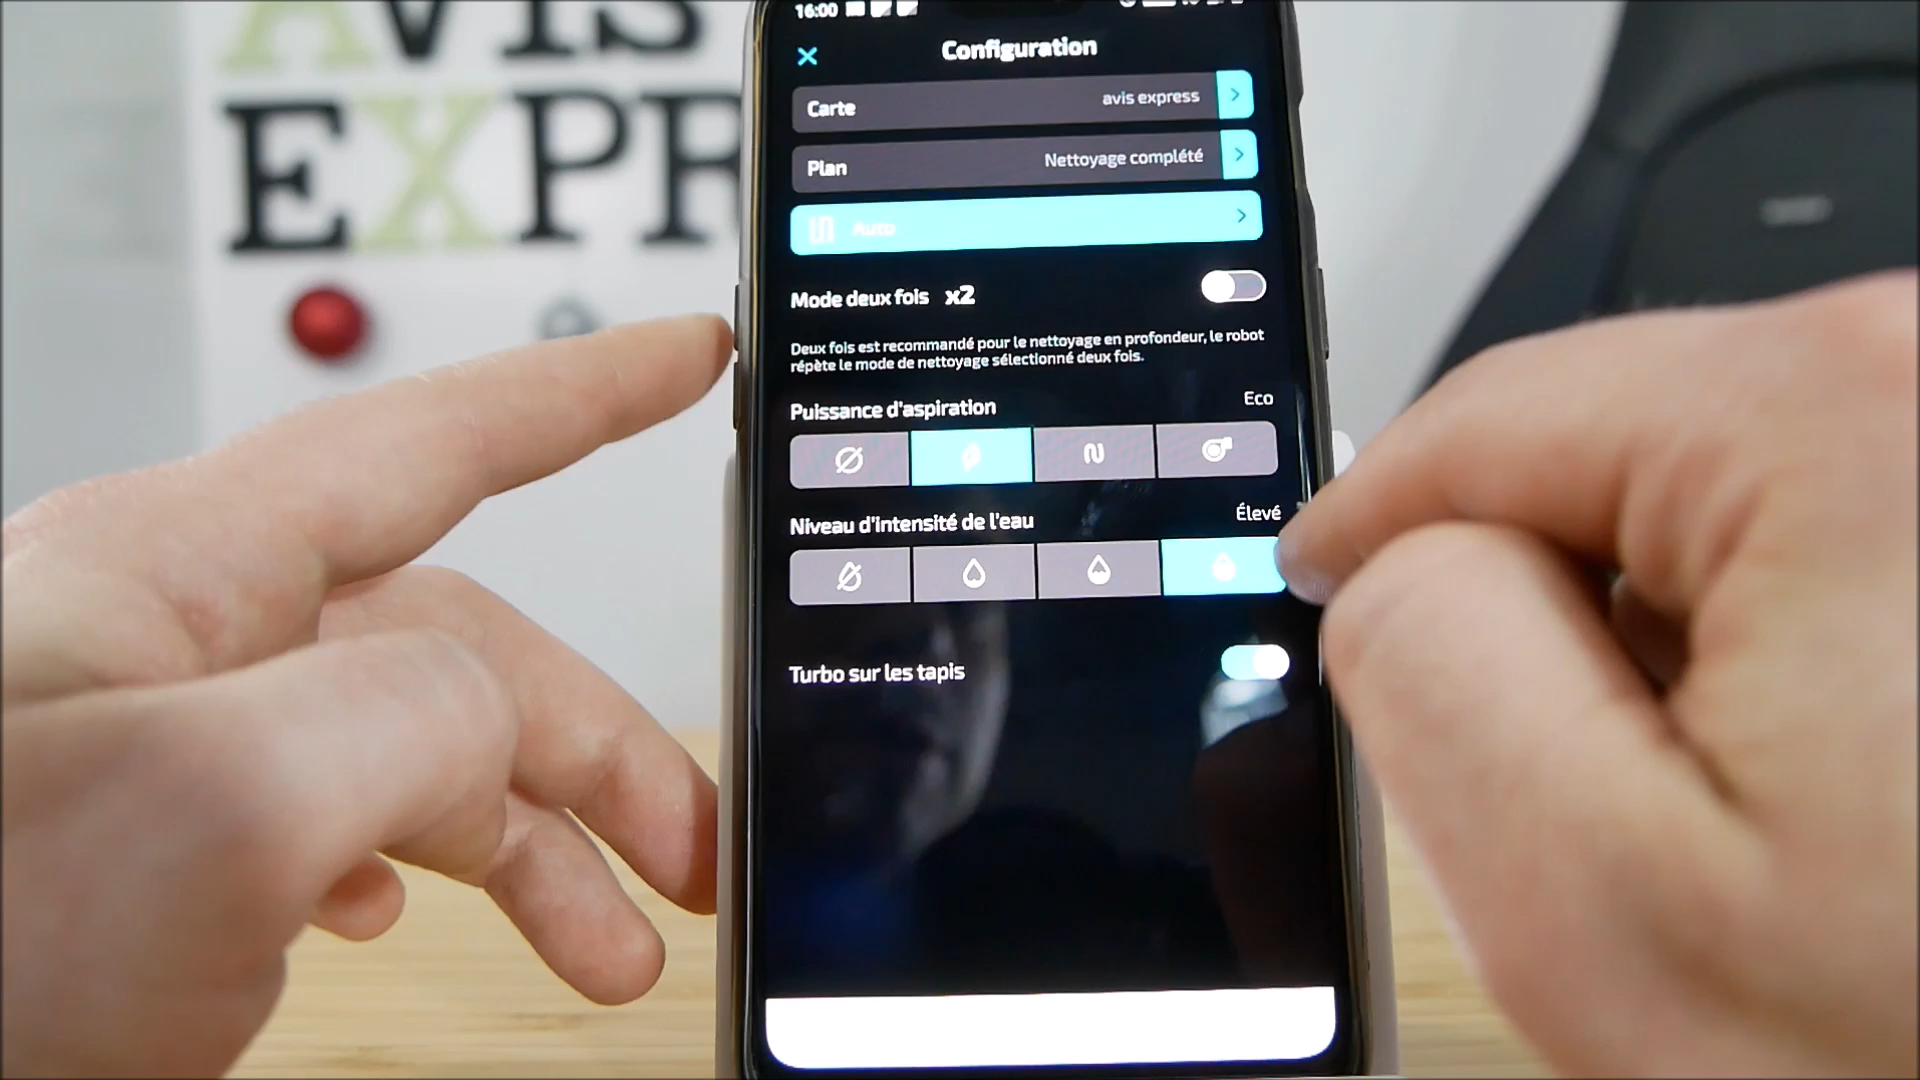 AVIS
EXPR
16:00
Configuration
Carte
avis express
Plan
Nettoyage complété
Auto
Mode deux fois x2
Deux fois est recommandé pour le nettoyage en profondeur, le robot
répète le mode de nettoyage sélectionné deux fois.
Puissance d'aspiration
Eco
Niveau d'intensité de l'eau
Élevé
Turbo sur les tapis